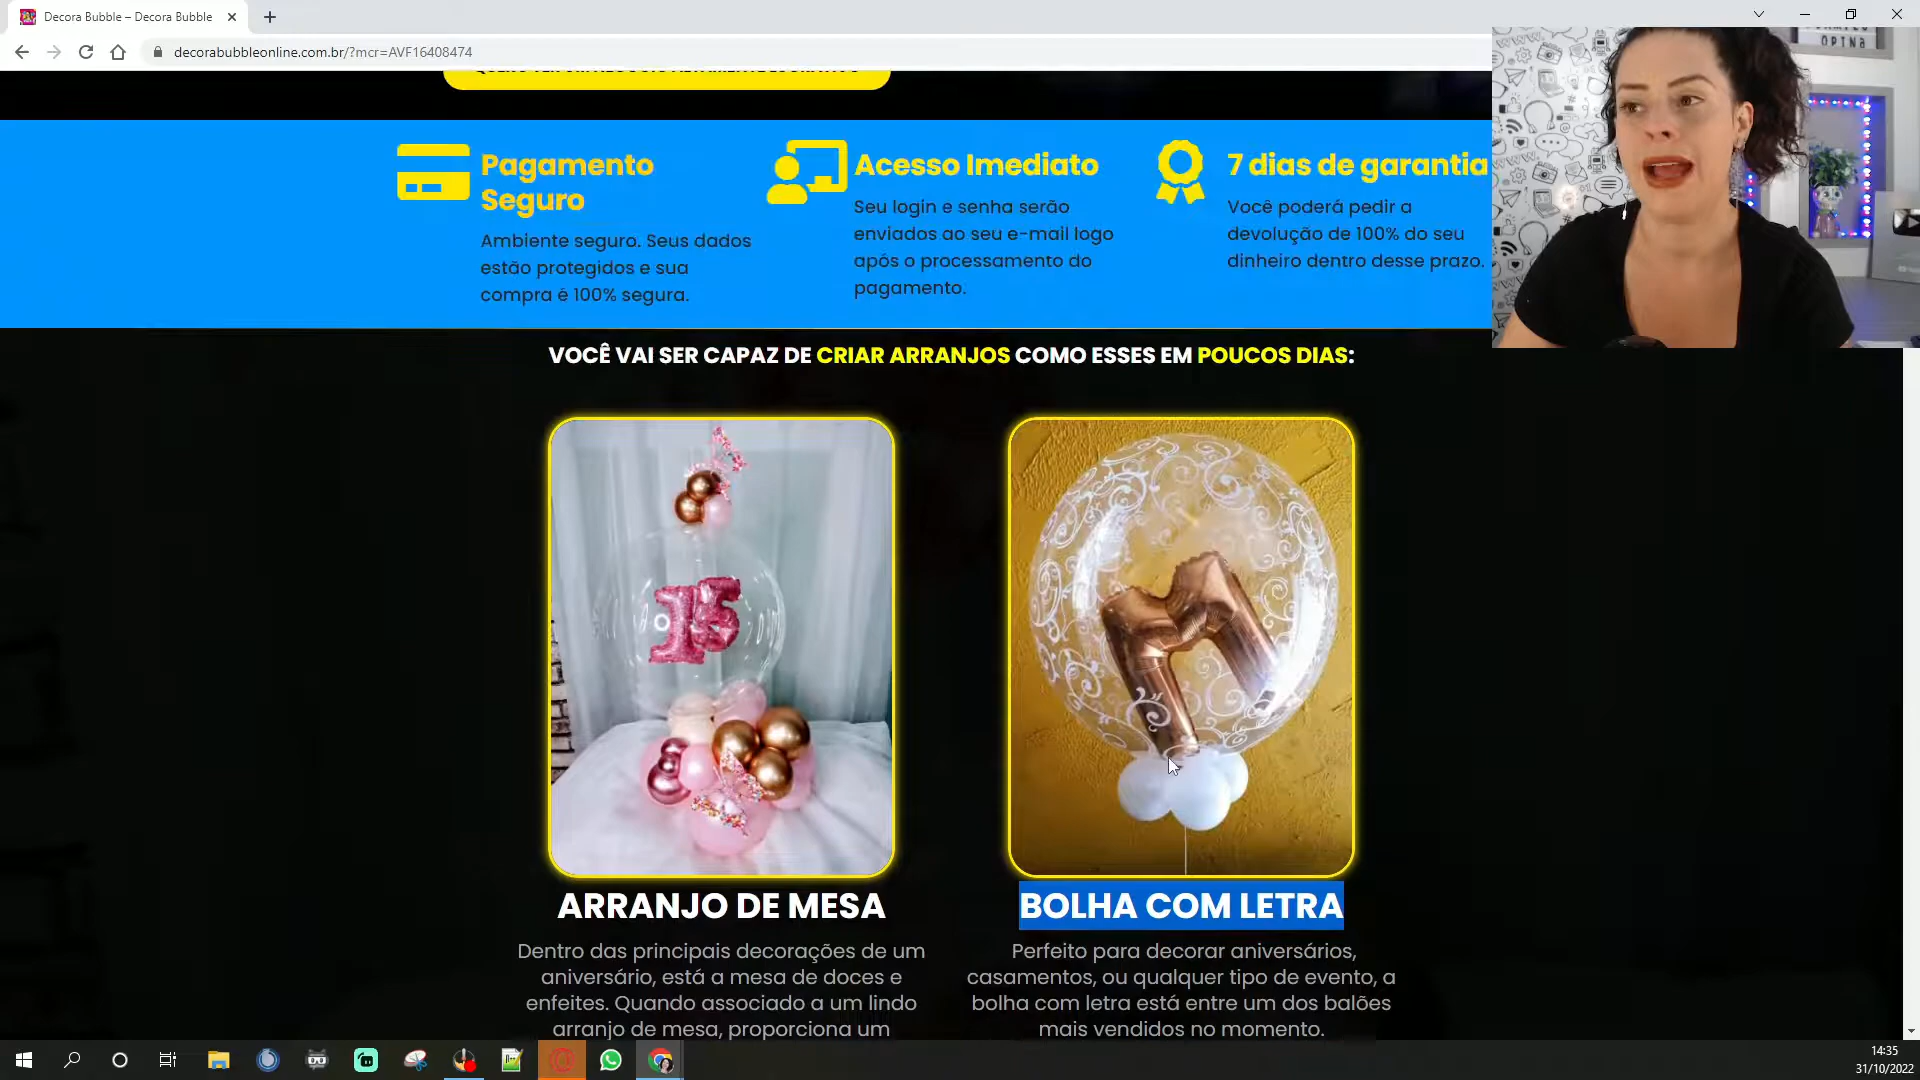 Decora Bubble – Decora Bubble
decorabubbleonline.com.br/?mcr=AVF16408474
OPINA
Pagamento
Seguro
Ambiente seguro. Seus dados
estão protegidos e sua
compra é 100% segura.
Acesso Imediato
Seu login e senha serão
enviados ao seu e-mail logo
após o processamento do
pagamento.
7 dias de garantia
Você poderá pedir a
devolução de 100% do seu
dinheiro dentro desse prazo.
VOCÊ VAI SER CAPAZ DE CRIAR ARRANJOS COMO ESSES EM POUCOS DIAS:
15
M
ARRANJO DE MESA
Dentro das principais decorações de um
aniversário, está a mesa de doces e
enfeites. Quando associado a um lindo
arranjo de mesa, proporciona um
BOLHA COM LETRA
Perfeito para decorar aniversários,
casamentos, ou qualquer tipo de evento, a
bolha com letra está entre um dos balões
mais vendidos no momento.
14:35
31/10/2022